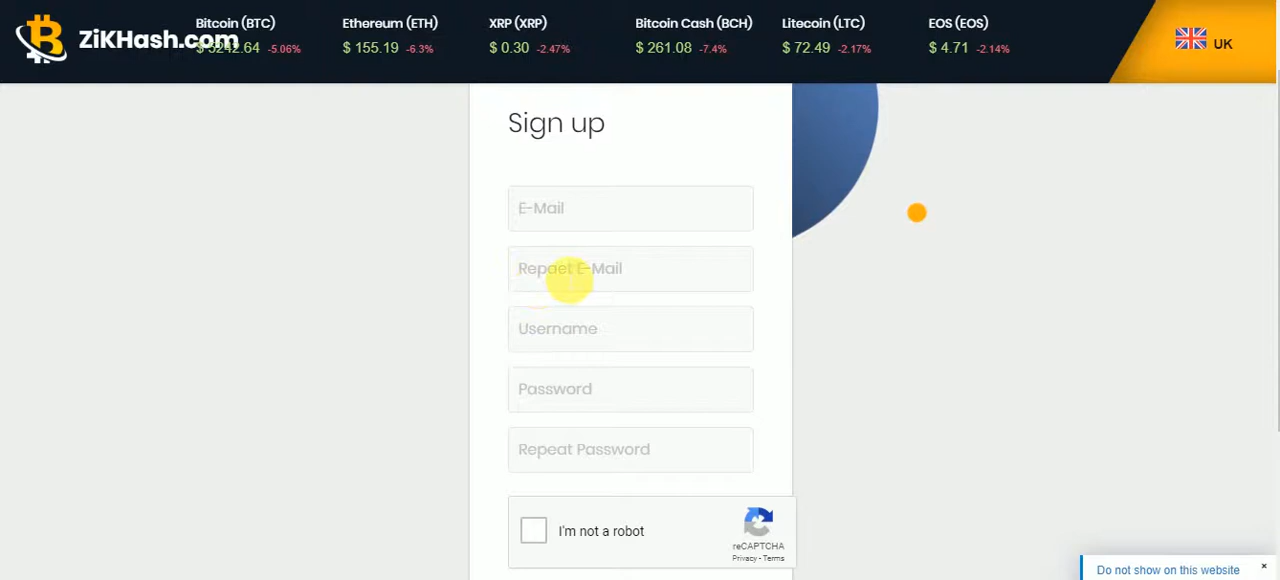 Bitcoin (BTC) Ethereum (ETH) XRP (XRP) Bitcoin Cash (BCH) Litecoin (LTC) EOS (EOS)
ZiKHash.com
$ 5242.64 -5.06% $ 155.19 -6.3% $ 0.30 -2.47% $ 261.08 -7.4% $ 72.49 -2.17% $ 4.71 -2.14%
UK
Sign up
E-Mail
Repaet E-Mail
Username
Password
Repeat Password
I'm not a robot
reCAPTCHA
Privacy - Terms
Do not show on this website ×